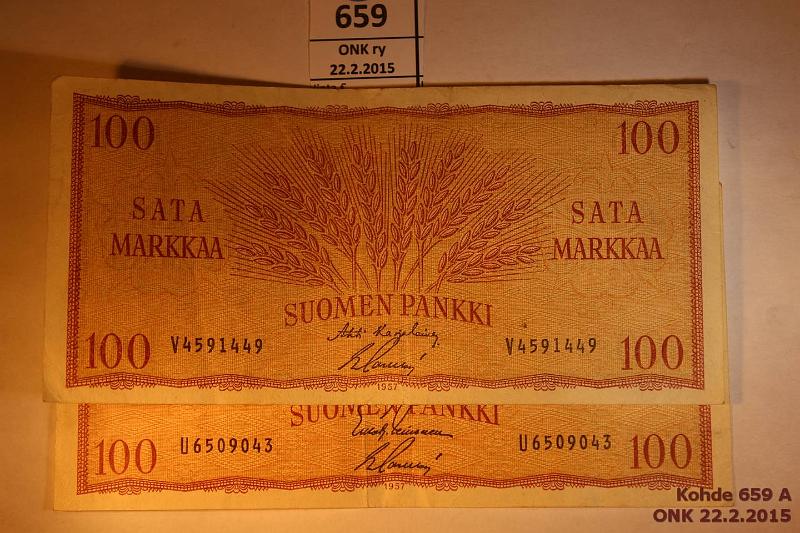 659
ONK ry
22.2.2015
100 100
SATA SATA
MARKKAA MARKKAA
SUOMEN PANKKI
100 V4591449 V4591449 100
1957
SUOMEN PANKKI
100 U6509043 U6509043 100
1957
Kohde 659 A
ONK 22.2.2015